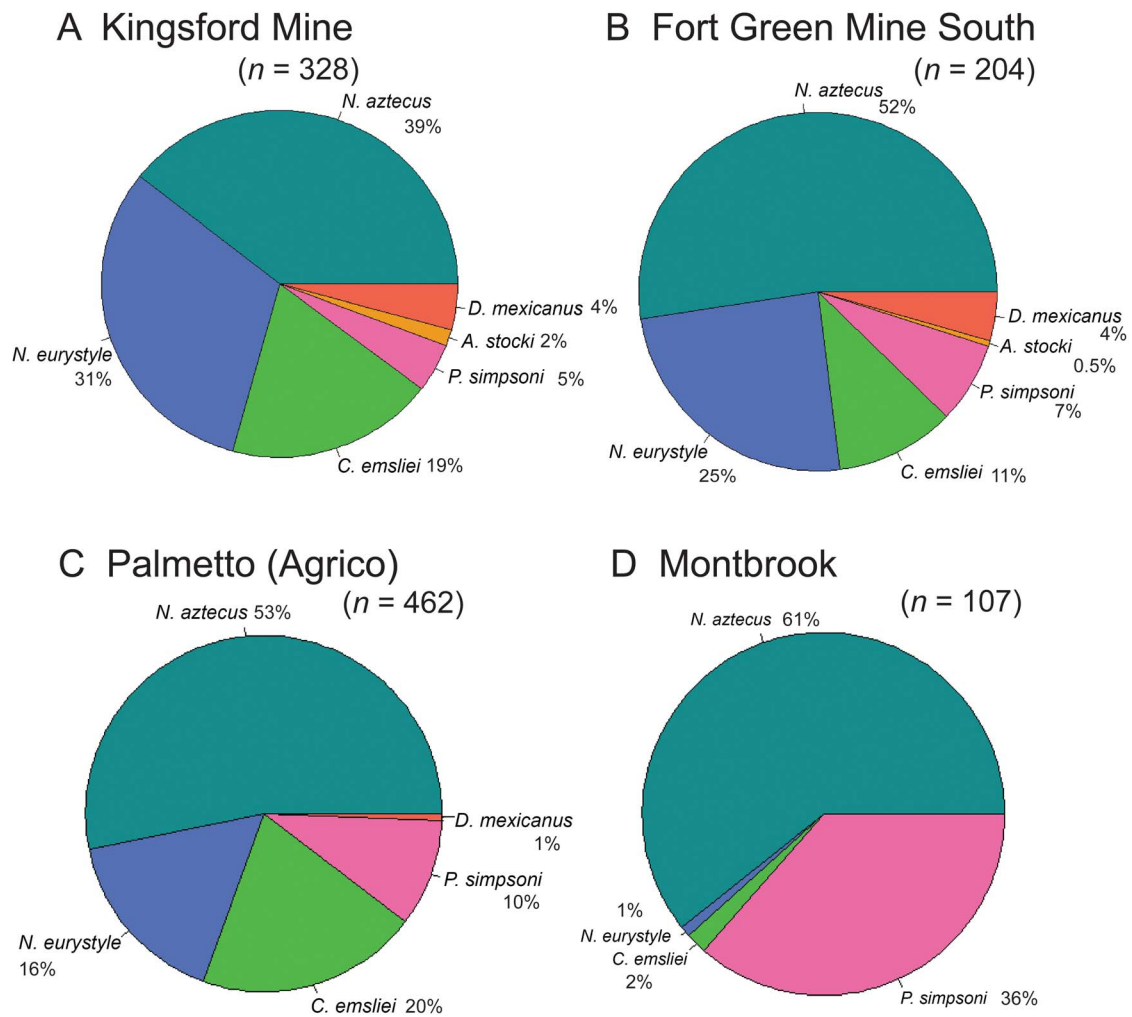 A Kingsford Mine
(n = 328)
N. aztecus
39%
D. mexicanus 4%
A. stocki 2%
P. simpsoni 5%
N. eurystyle
31%
C. emsliei 19%
B Fort Green Mine South
(n = 204)
N. aztecus
52%
D. mexicanus
4%
A. stocki
0.5%
P. simpsoni
7%
N. eurystyle
25%
C. emsliei 11%
C Palmetto (Agrico)
(n = 462)
N. aztecus 53%
D. mexicanus
1%
P. simpsoni
10%
N. eurystyle
16%
C. emsliei 20%
D Montbrook
(n = 107)
N. aztecus 61%
1%
N. eurystyle
C. emsliei
2%
P. simpsoni 36%